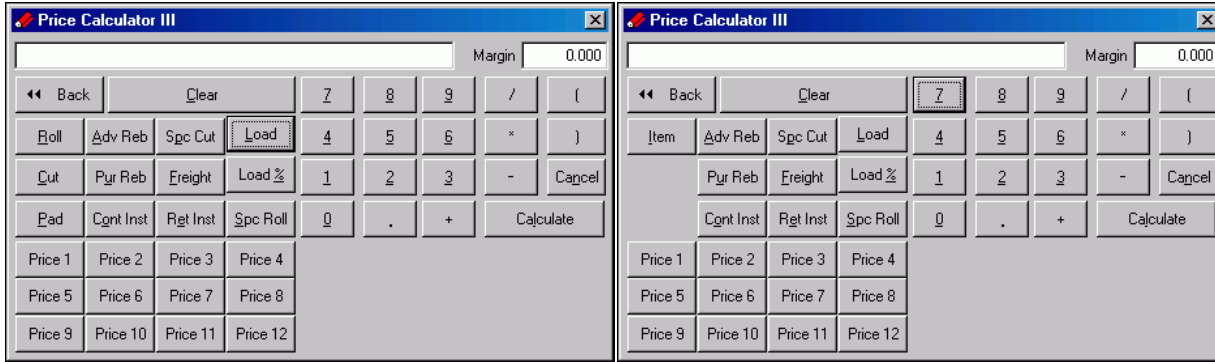 Price Calculator III
Margin 0.000
Back Clear 7 8 9 / (
Roll Adv Reb Spc Cut Load 4 5 6 * )
Cut Pur Reb Freight Load % 1 2 3 - Cancel
Pad Cont Inst Ret Inst Spc Roll 0 . + Calculate
Price 1 Price 2 Price 3 Price 4
Price 5 Price 6 Price 7 Price 8
Price 9 Price 10 Price 11 Price 12
Price Calculator III
Margin 0.000
Back Clear 7 8 9 / (
Item Adv Reb Spc Cut Load 4 5 6 * )
Pur Reb Freight Load % 1 2 3 - Cancel
Cont Inst Ret Inst Spc Roll 0 . + Calculate
Price 1 Price 2 Price 3 Price 4
Price 5 Price 6 Price 7 Price 8
Price 9 Price 10 Price 11 Price 12